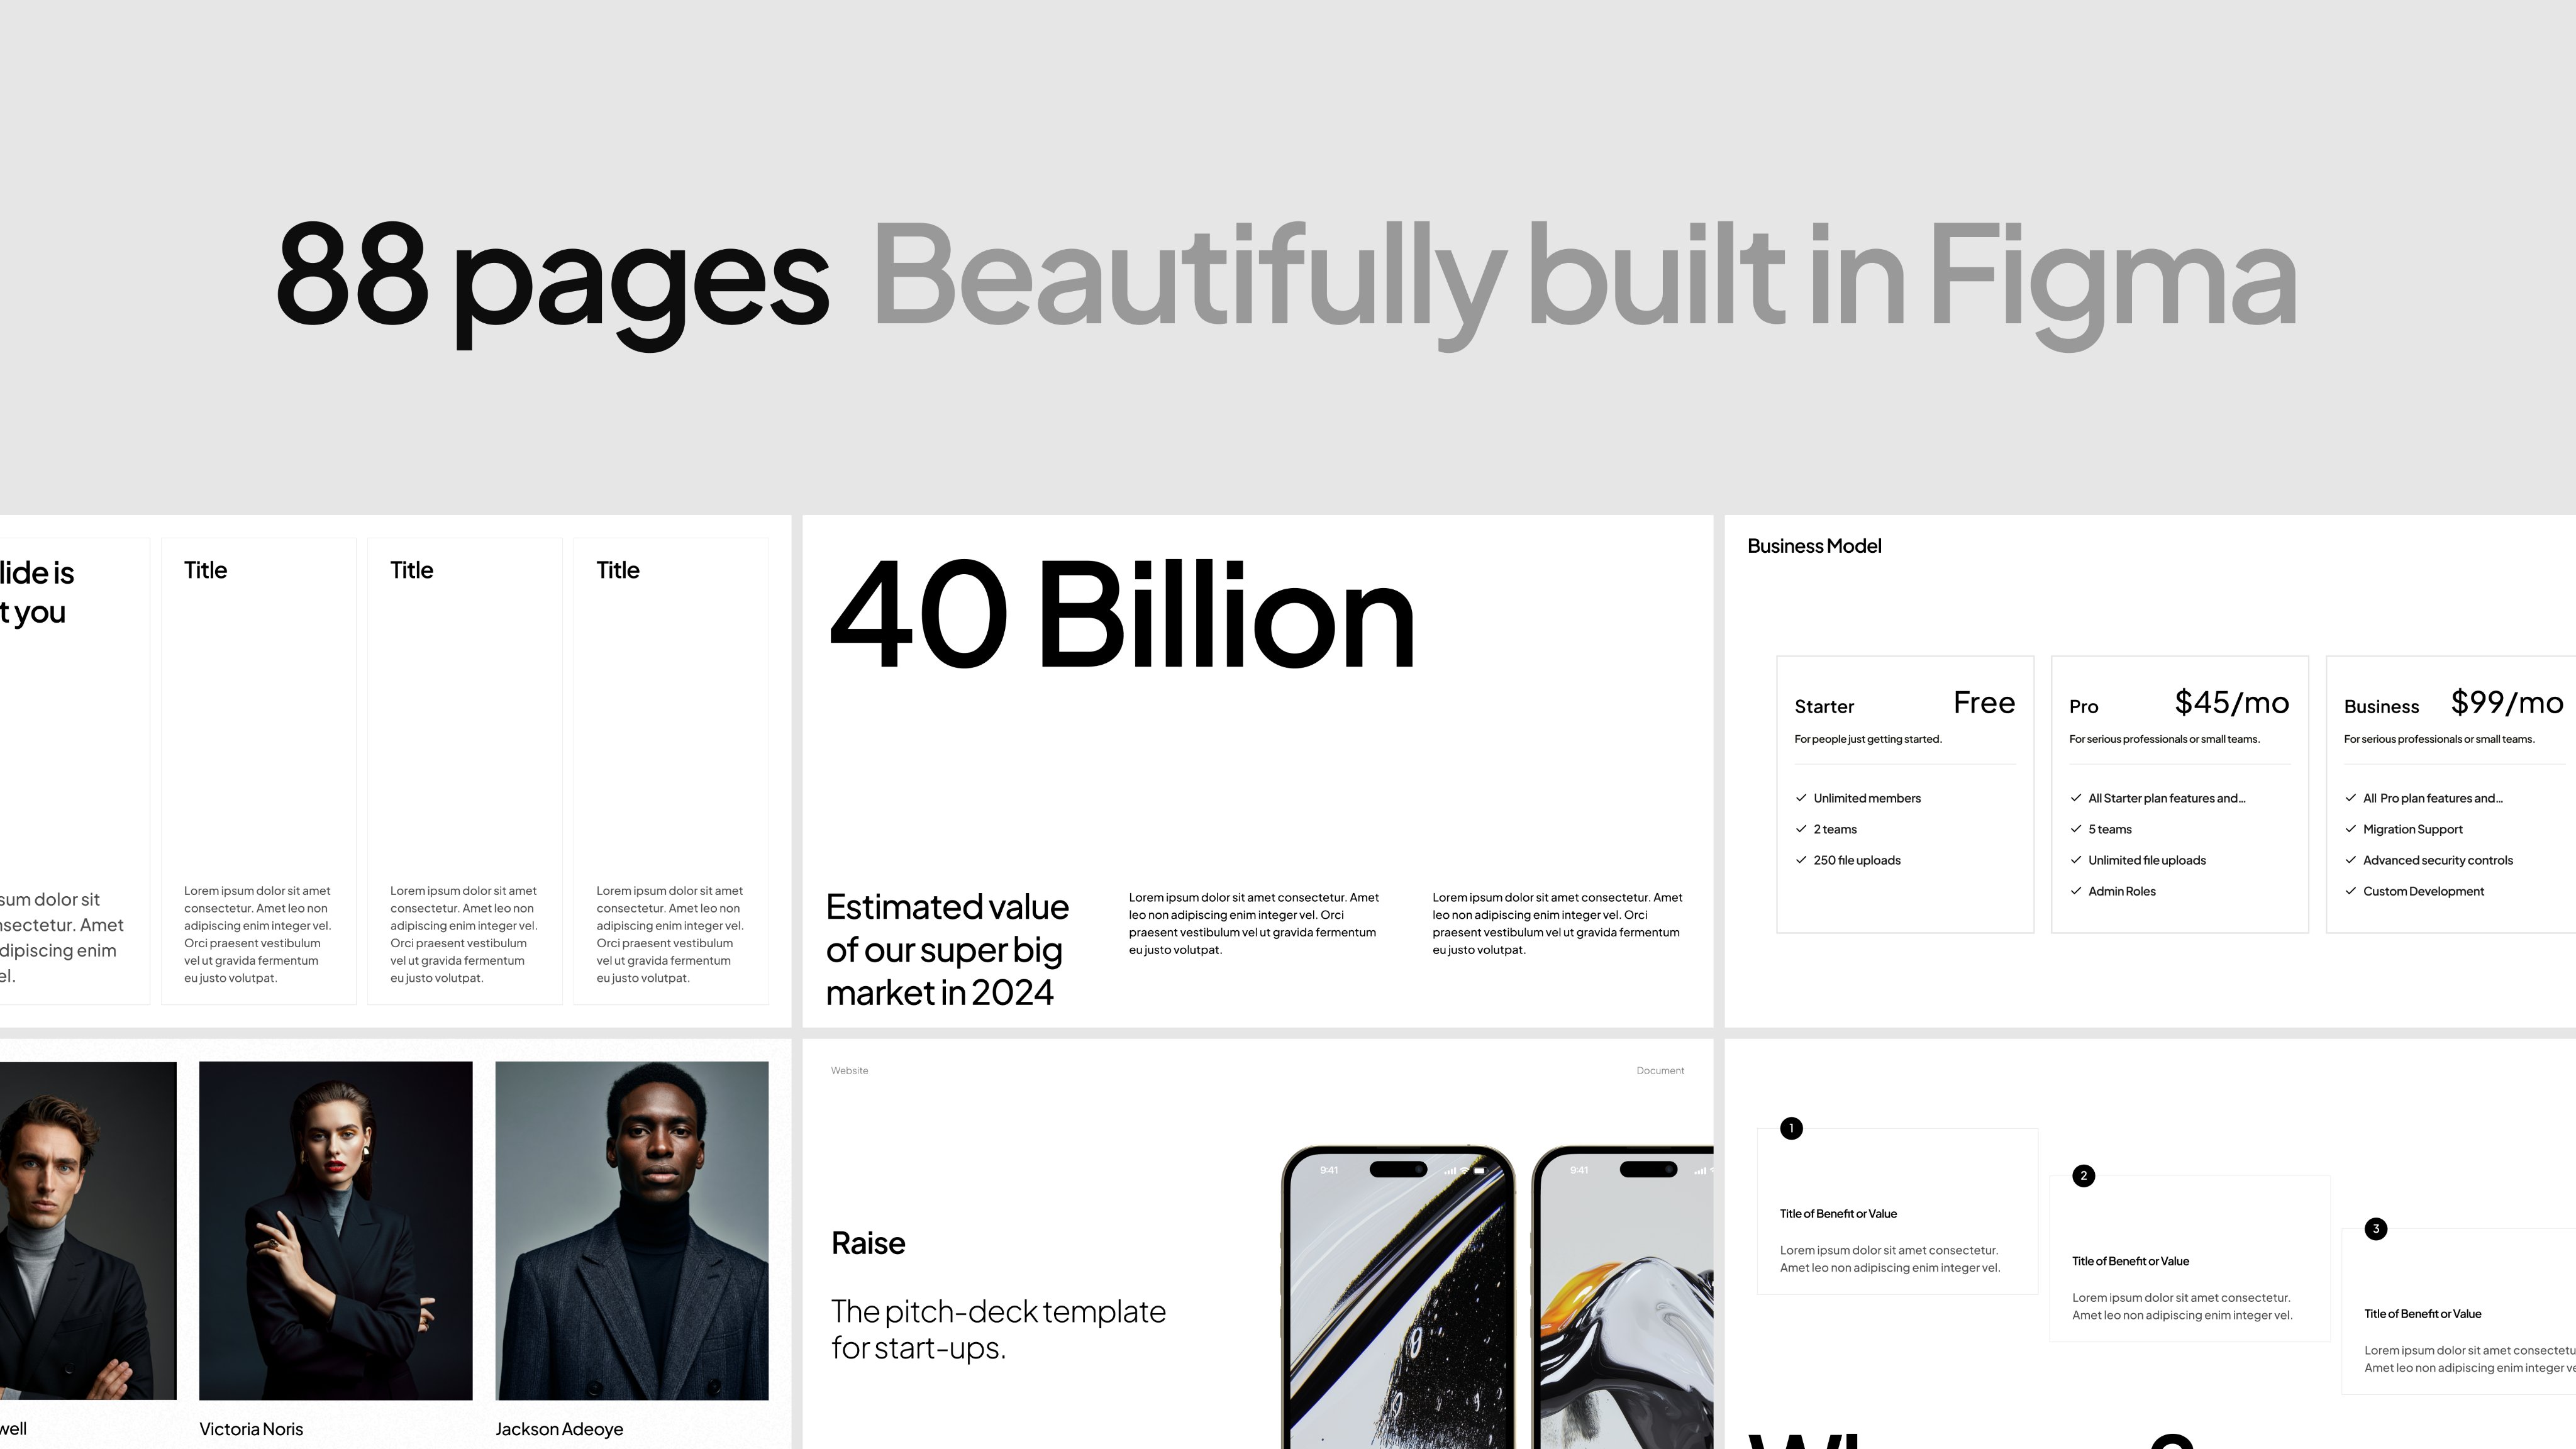 88 pages Beautifully built in Figma
lide is
t you
sum dolor sit
nsectetur. Amet
dipiscing enim
el.
Title
Lorem ipsum dolor sit amet
consectetur. Amet leo non
adipiscing enim integer vel.
Orci praesent vestibulum
vel ut gravida fermentum
eu justo volutpat.
Title
Lorem ipsum dolor sit amet
consectetur. Amet leo non
adipiscing enim integer vel.
Orci praesent vestibulum
vel ut gravida fermentum
eu justo volutpat.
Title
Lorem ipsum dolor sit amet
consectetur. Amet leo non
adipiscing enim integer vel.
Orci praesent vestibulum
vel ut gravida fermentum
eu justo volutpat.
40 Billion
Estimated value
of our super big
market in 2024
Lorem ipsum dolor sit amet consectetur. Amet
leo non adipiscing enim integer vel. Orci
praesent vestibulum vel ut gravida fermentum
eu justo volutpat.
Lorem ipsum dolor sit amet consectetur. Amet
leo non adipiscing enim integer vel. Orci
praesent vestibulum vel ut gravida fermentum
eu justo volutpat.
Business Model
Starter Free
For people just getting started.
Unlimited members
2 teams
250 file uploads
Pro $45/mo
For serious professionals or small teams.
All Starter plan features and...
5 teams
Unlimited file uploads
Admin Roles
Business $99/mo
For serious professionals or small teams.
All Pro plan features and...
Migration Support
Advanced security controls
Custom Development
well
Victoria Noris
Jackson Adeoye
Website
Document
Raise
The pitch-deck template
for start-ups.
9:41
9:41
1
Title of Benefit or Value
Lorem ipsum dolor sit amet consectetur.
Amet leo non adipiscing enim integer vel.
2
Title of Benefit or Value
Lorem ipsum dolor sit amet consectetur.
Amet leo non adipiscing enim integer vel.
3
Title of Benefit or Value
Lorem ipsum dolor sit amet consectetu
Amet leo non adipiscing enim integer ve